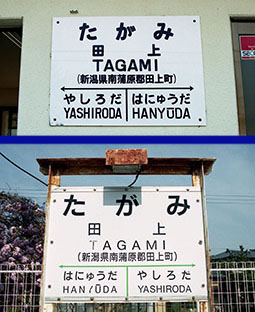 たがみ
田上
TAGAMI
(新潟県南蒲原郡田上町)
やしろだ はにゅうだ
YASHIRODA HANYŪDA
たがみ
田上
TAGAMI
(新潟県南蒲原郡田上町)
はにゅうだ やしろだ
HANYŪDA YASHIRODA